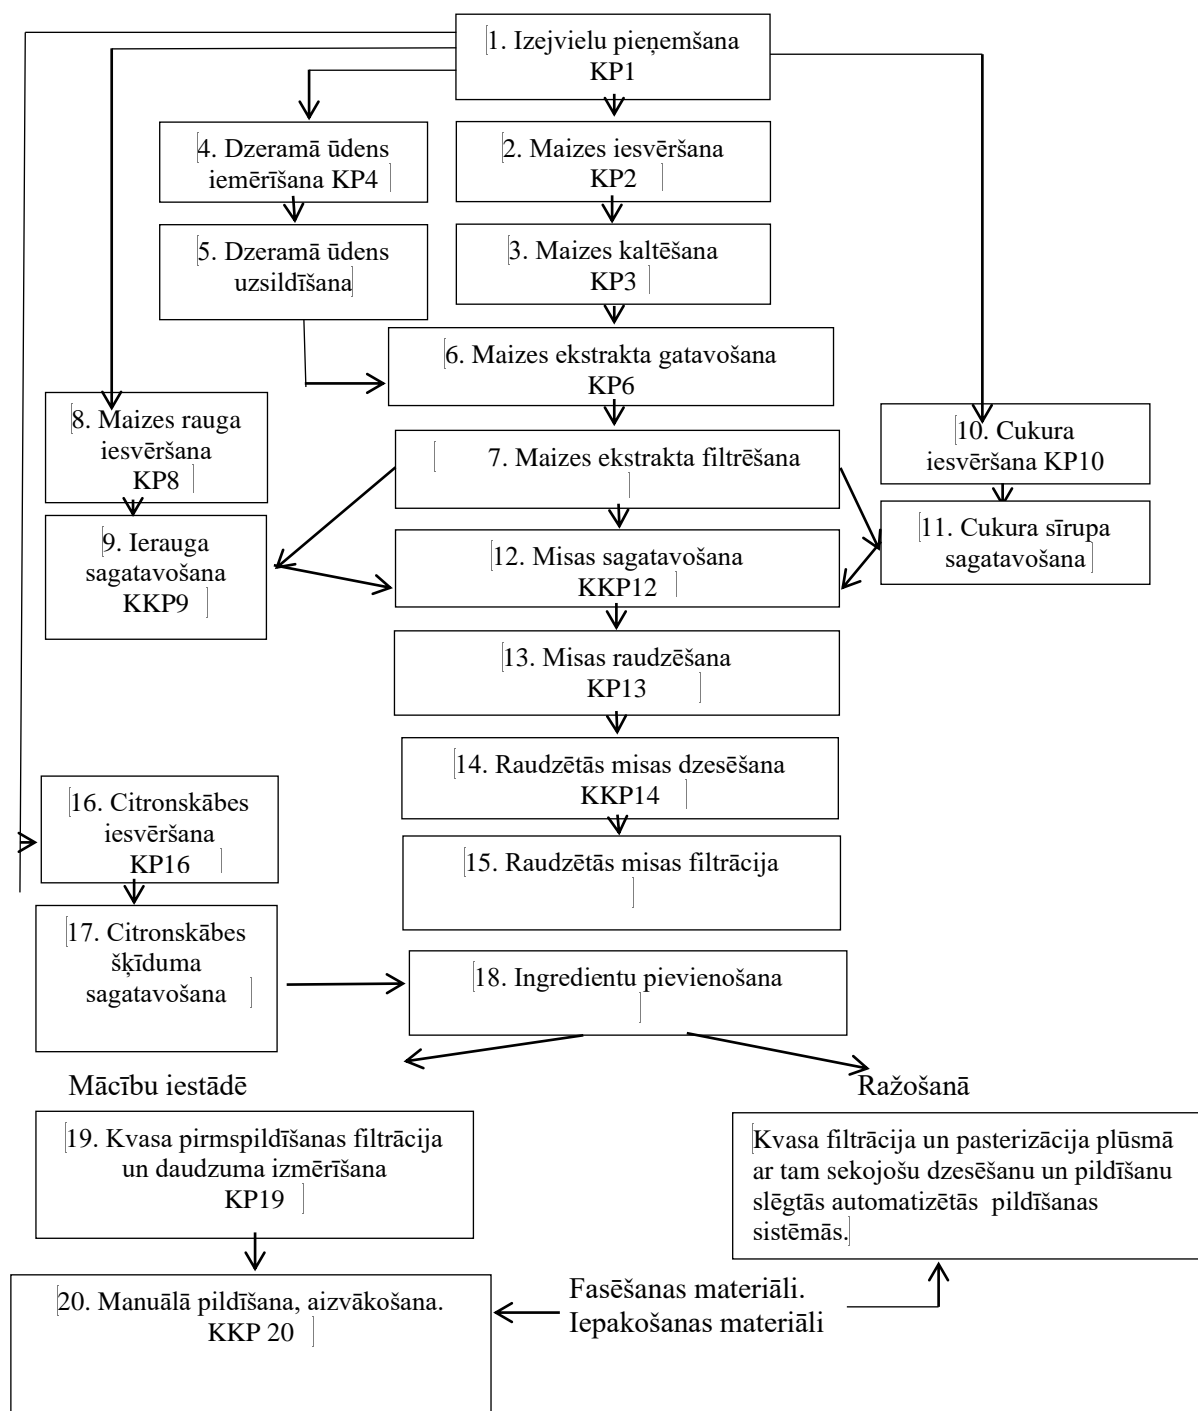 1. Izejvielu pieņemšana
KP1
4. Dzeramā ūdens
iemērīšana KP4
2. Maizes iesvēršana
KP2
5. Dzeramā ūdens
uzsildīšana
3. Maizes kaltēšana
KP3
6. Maizes ekstrakta gatavošana
KP6
8. Maizes rauga
iesvēršana
KP8
7. Maizes ekstrakta filtrēšana
10. Cukura
iesvēršana KP10
9. Ierauga
sagatavošana
KKP9
12. Misas sagatavošana
KKP12
11. Cukura sīrupa
sagatavošana
13. Misas raudzēšana
KP13
14. Raudzētās misas dzesēšana
KKP14
16. Citronskābes
iesvēršana
KP16
15. Raudzētās misas filtrācija
17. Citronskābes
šķīduma
sagatavošana
18. Ingredientu pievienošana
Mācību iestādē
Ražošanā
19. Kvasa pirmspildīšanas filtrācija
un daudzuma izmērīšana
KP19
Kvasa filtrācija un pasterizācija plūsmā
ar tam sekojošu dzesēšanu un pildīšanu
slēgtās automatizētās pildīšanas
sistēmās.
20. Manuālā pildīšana, aizvākošana.
KKP 20
Fasēšanas materiāli.
Iepakošanas materiāli